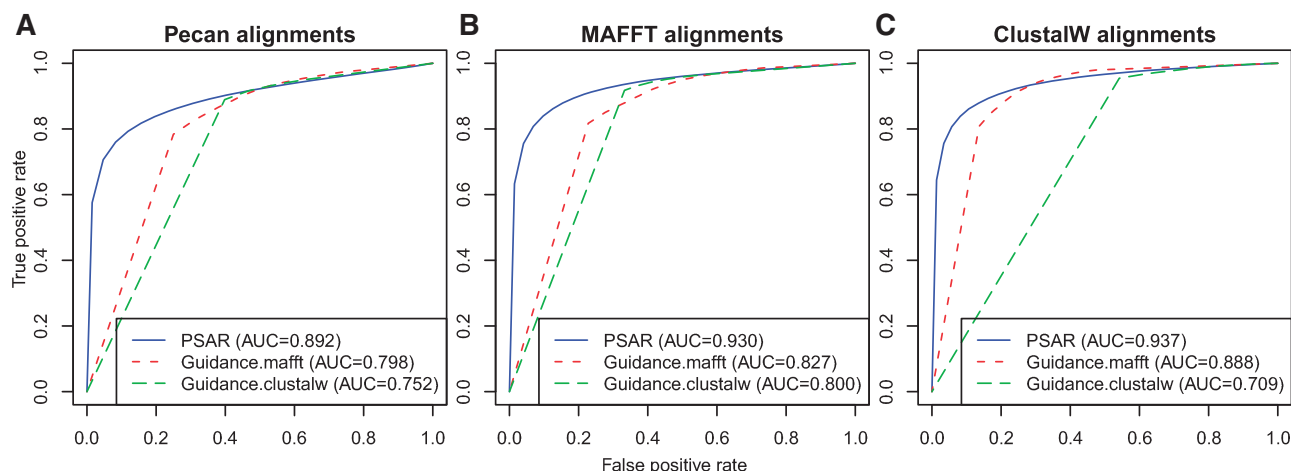 A
Pecan alignments
True positive rate
1.0
0.8
0.6
0.4
0.2
0.0
PSAR (AUC=0.892)
Guidance.mafft (AUC=0.798)
Guidance.clustalw (AUC=0.752)
0.0 0.2 0.4 0.6 0.8 1.0
B
MAFFT alignments
1.0
0.8
0.6
0.4
0.2
0.0
PSAR (AUC=0.930)
Guidance.mafft (AUC=0.827)
Guidance.clustalw (AUC=0.800)
0.0 0.2 0.4 0.6 0.8 1.0
False positive rate
C
ClustalW alignments
1.0
0.8
0.6
0.4
0.2
0.0
PSAR (AUC=0.937)
Guidance.mafft (AUC=0.888)
Guidance.clustalw (AUC=0.709)
0.0 0.2 0.4 0.6 0.8 1.0